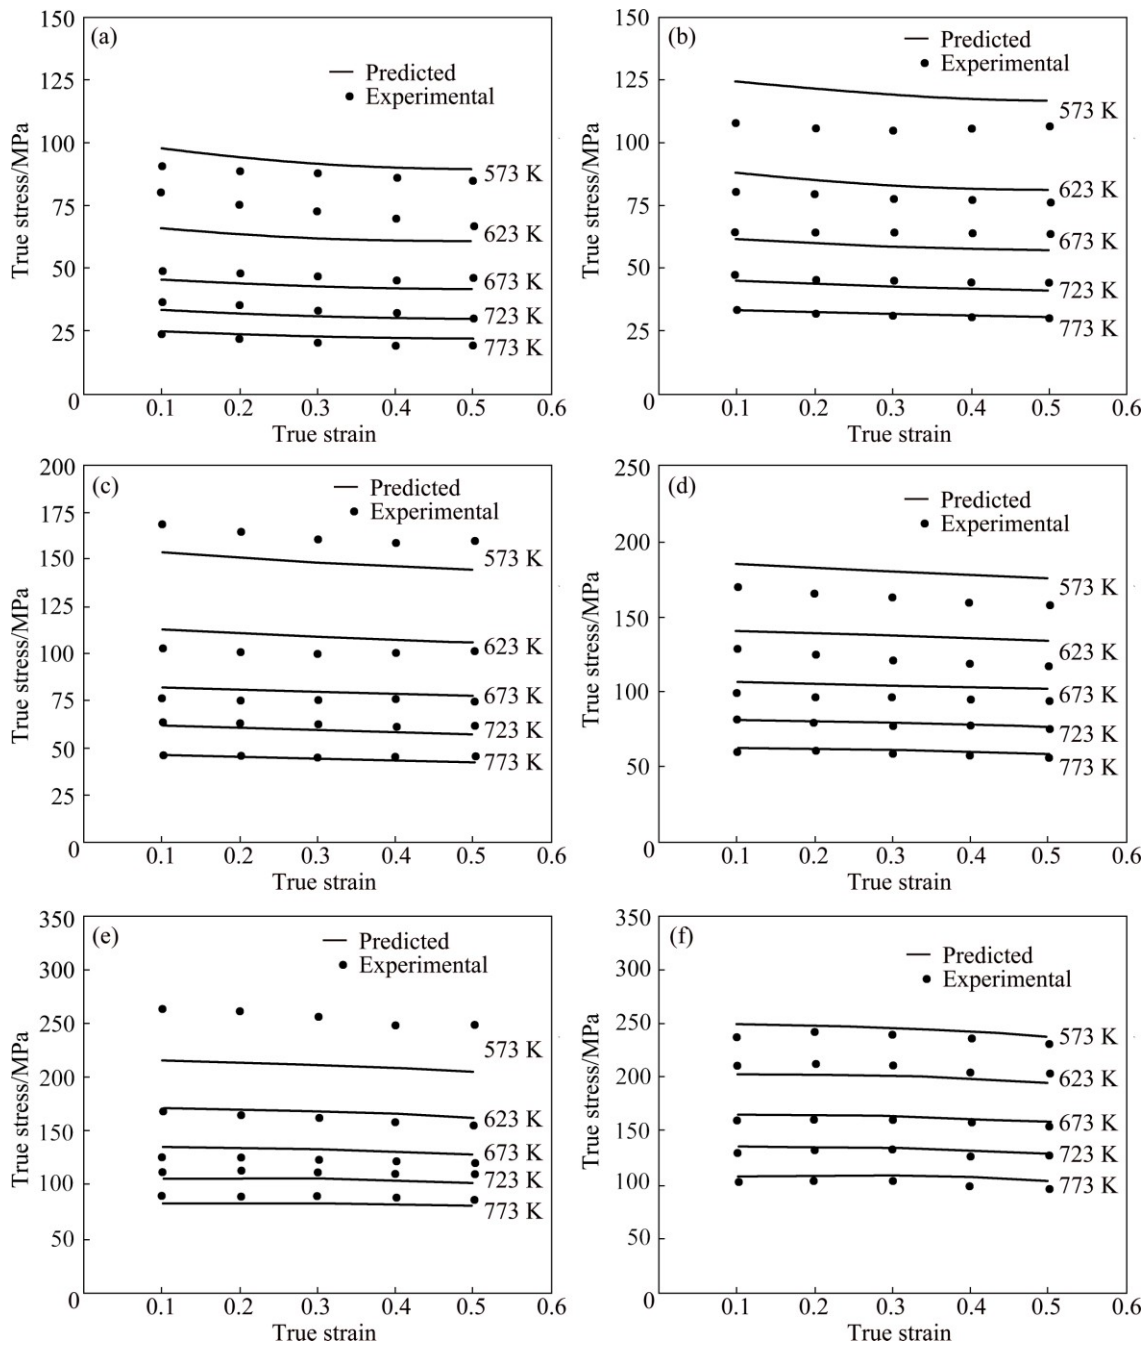 150
(a)
Predicted
Experimental
125
100
573 K
75
623 K
50
673 K
723 K
25
773 K
0
0.1 0.2 0.3 0.4 0.5 0.6
True strain
True stress/MPa
150
(b)
Predicted
Experimental
125
573 K
100
623 K
75
673 K
50
723 K
25
773 K
0
0.1 0.2 0.3 0.4 0.5 0.6
True strain
True stress/MPa
200
(c)
Predicted
Experimental
175
150
573 K
125
100
623 K
75
673 K
723 K
50
773 K
25
0
0.1 0.2 0.3 0.4 0.5 0.6
True strain
True stress/MPa
250
(d)
Predicted
Experimental
200
573 K
150
623 K
100
673 K
723 K
50
773 K
0
0.1 0.2 0.3 0.4 0.5 0.6
True strain
True stress/MPa
350
(e)
Predicted
Experimental
300
250
573 K
200
150
623 K
673 K
100
723 K
773 K
50
0
0.1 0.2 0.3 0.4 0.5 0.6
True strain
True stress/MPa
350
(f)
Predicted
Experimental
300
250
573 K
200
623 K
150
673 K
723 K
100
773 K
50
0
0.1 0.2 0.3 0.4 0.5 0.6
True strain
True stress/MPa